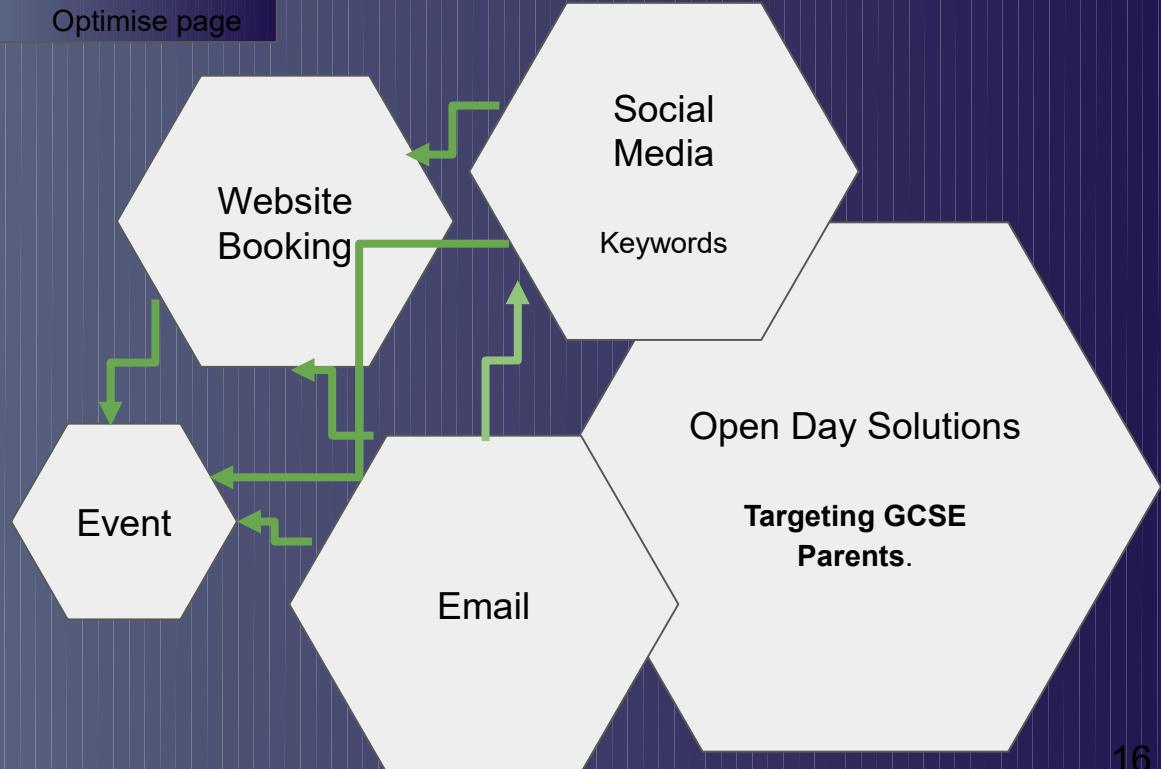 Optimise page
Social
Media
Keywords
Website
Booking
Open Day Solutions
Targeting GCSE
Parents.
Event
Email
16